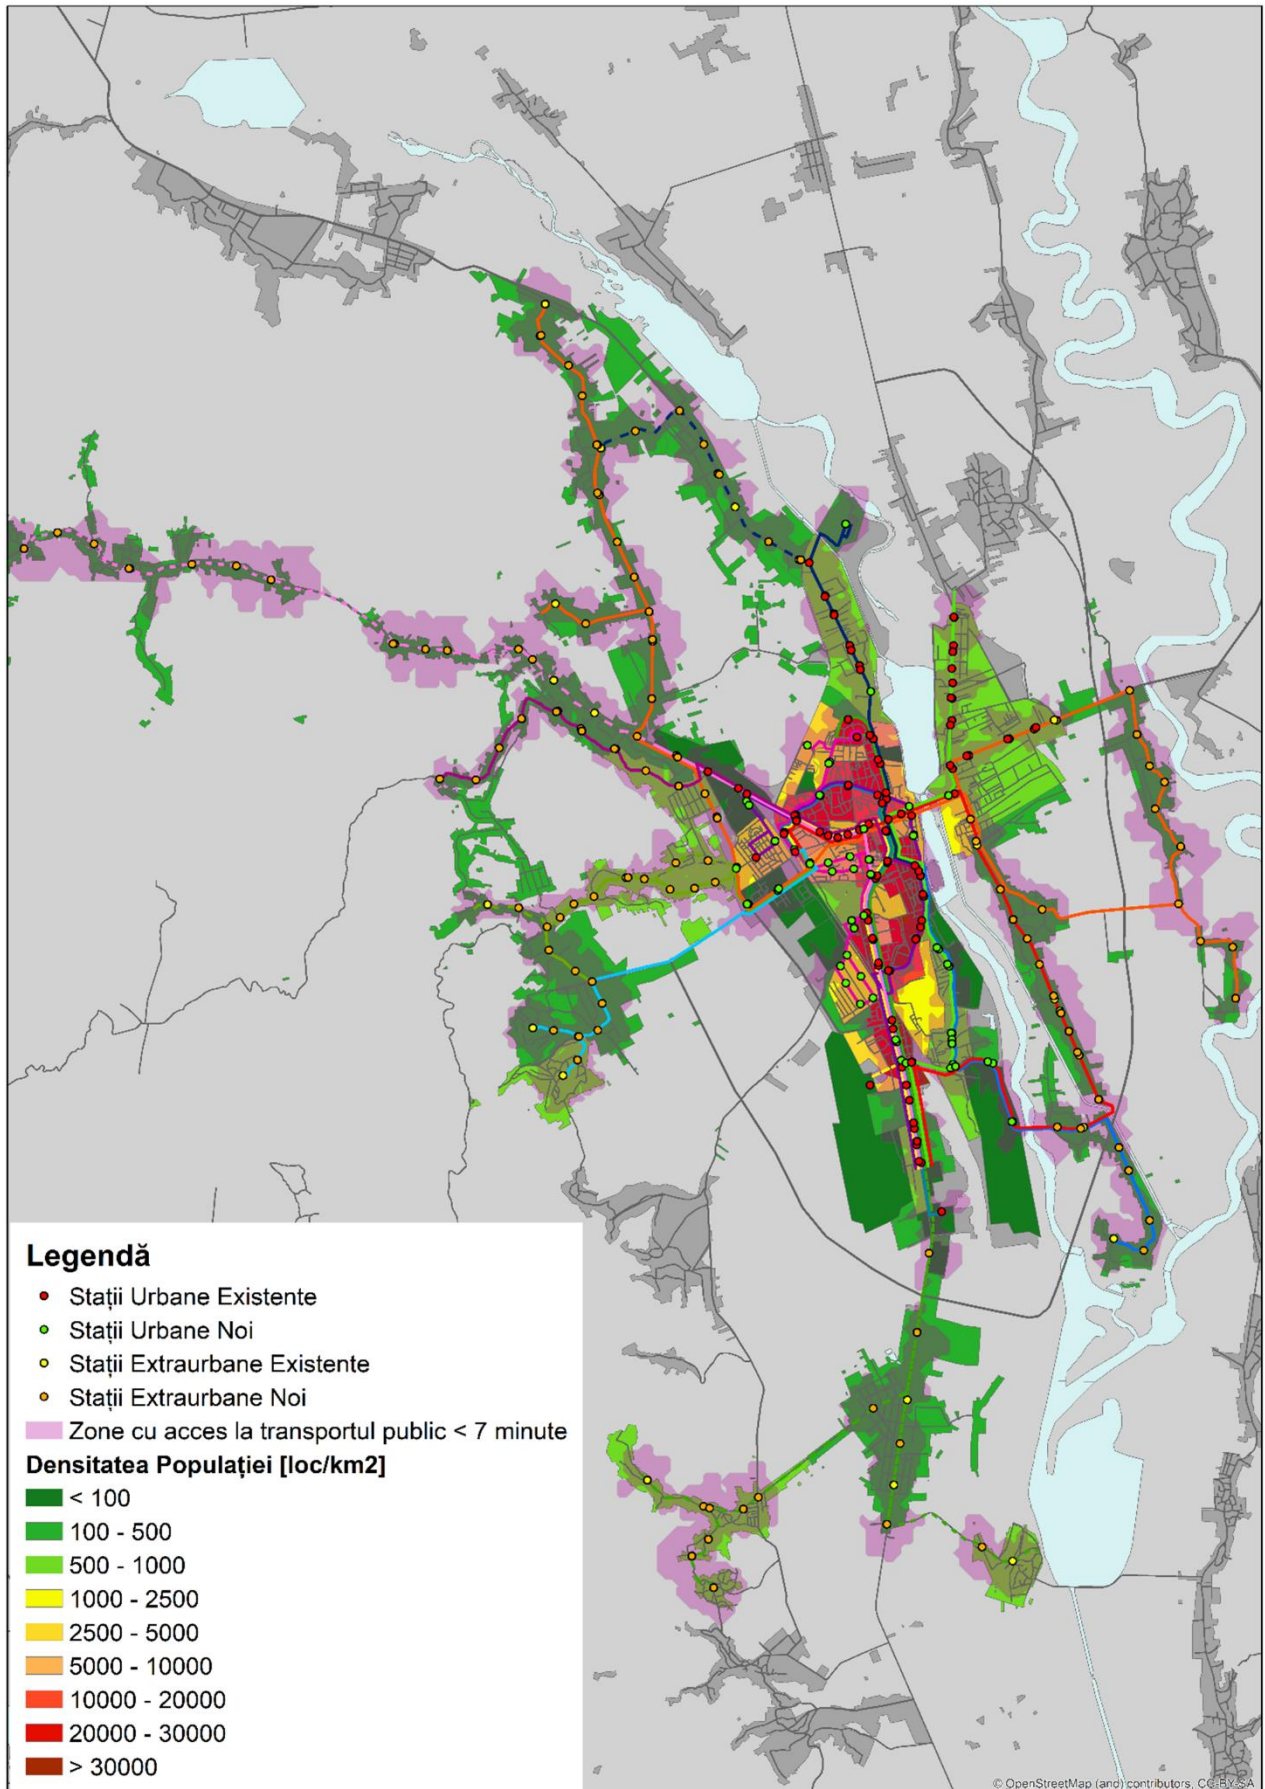 Legendă
Stații Urbane Existente
Stații Urbane Noi
Stații Extraurbane Existente
Stații Extraurbane Noi
Zone cu acces la transportul public < 7 minute
Densitatea Populației [loc/km2]
< 100
100 - 500
500 - 1000
1000 - 2500
2500 - 5000
5000 - 10000
10000 - 20000
20000 - 30000
> 30000
© OpenStreetMap (and) contributors, CC-BY-SA